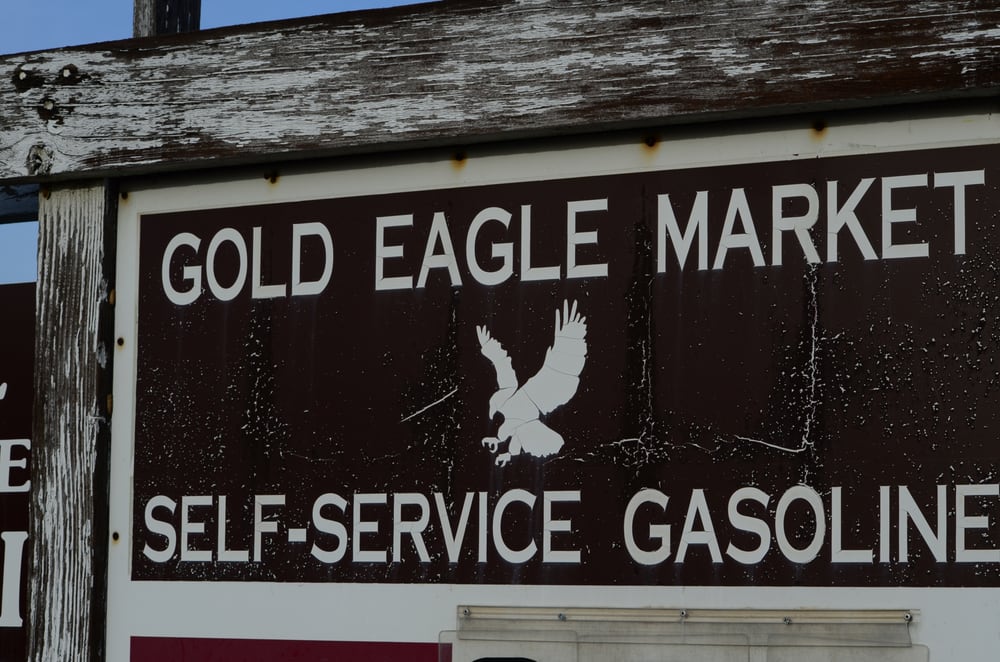 GOLD EAGLE MARKET
SELF-SERVICE GASOLINE